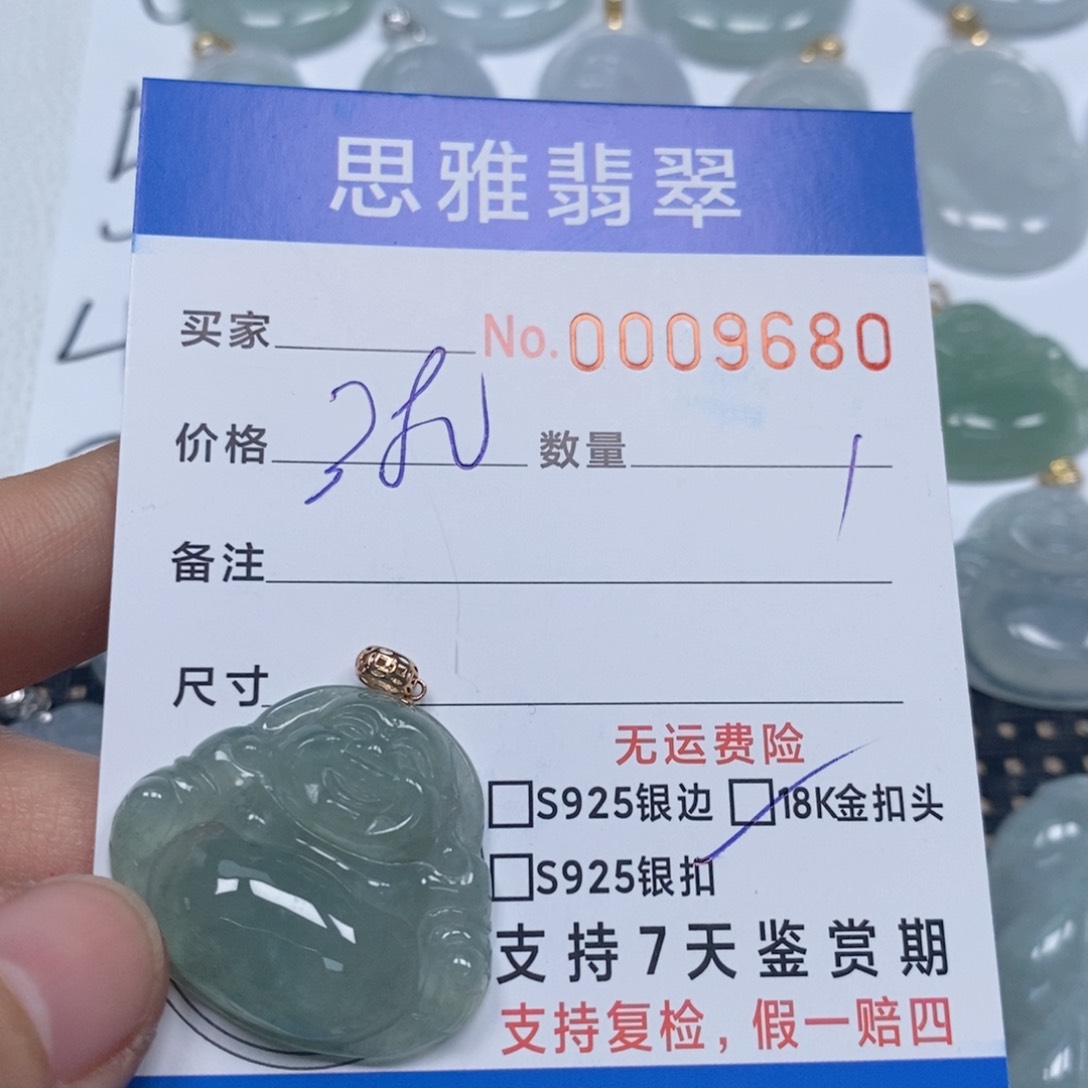 思雅翡翠
买家 No.0009680
价格 数量 1
备注
尺寸
无运费险
□S925银边 □18K金扣头
□S925银扣
支持7天鉴赏期
支持复检，假一赔四